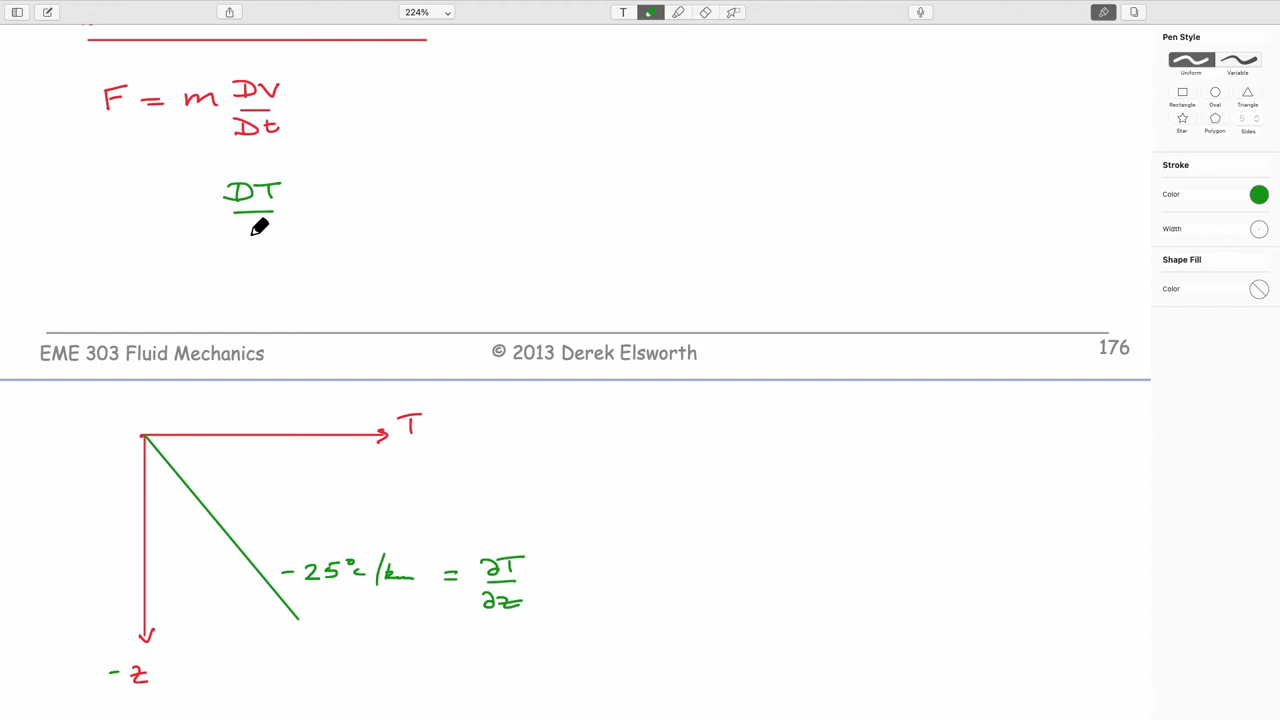 224%
T
F = m DV/Dt
DT
EME 303 Fluid Mechanics
© 2013 Derek Elsworth
176
T
- 25°c /km = ∂T/∂z
- z
Pen Style
Uniform Variable
Rectangle Oval Triangle
5
Star Polygon Sides
Stroke
Color
Width
Shape Fill
Color